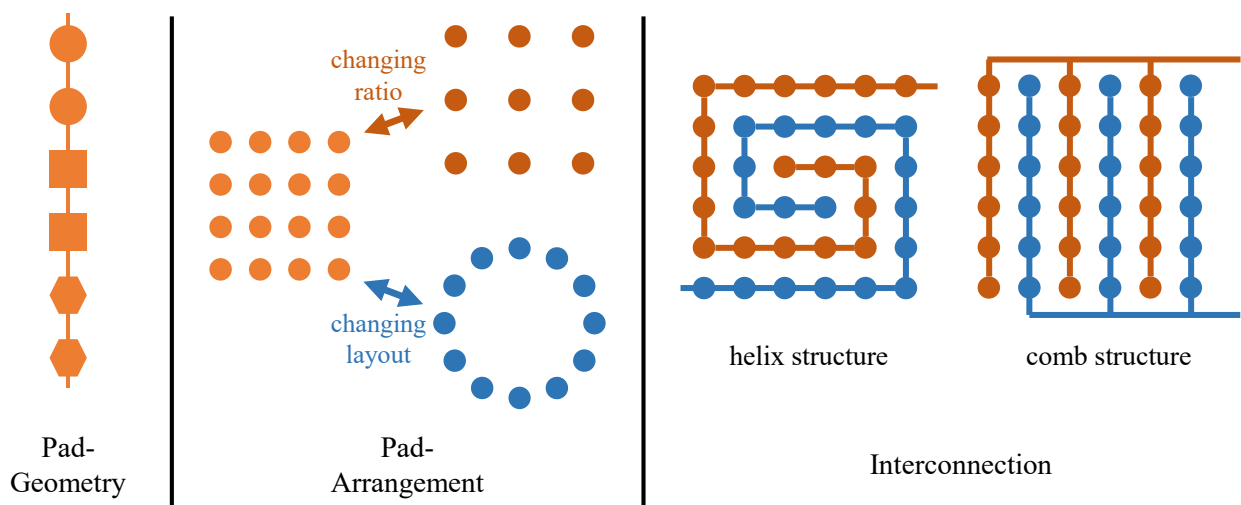 changing
ratio
changing
layout
helix structure
comb structure
Pad-
Geometry
Pad-
Arrangement
Interconnection